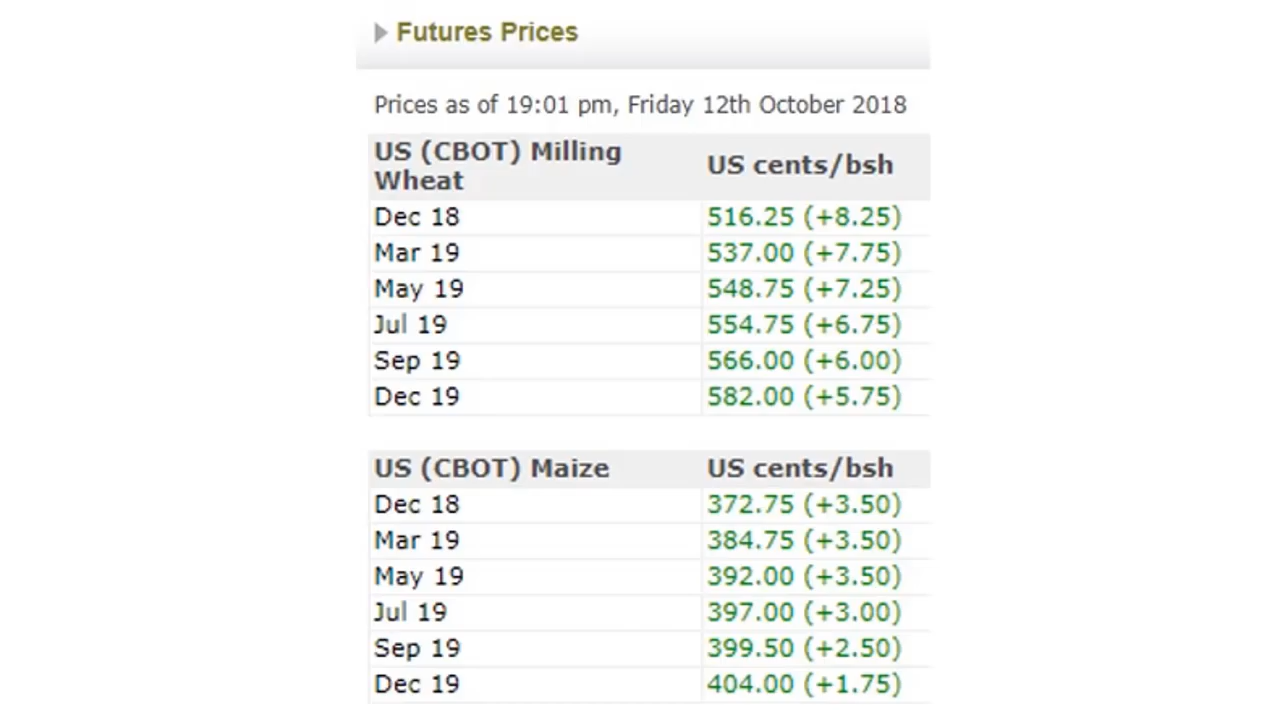 Futures Prices
Prices as of 19:01 pm, Friday 12th October 2018
US (CBOT) Milling Wheat US cents/bsh
Dec 18 516.25 (+8.25)
Mar 19 537.00 (+7.75)
May 19 548.75 (+7.25)
Jul 19 554.75 (+6.75)
Sep 19 566.00 (+6.00)
Dec 19 582.00 (+5.75)
US (CBOT) Maize US cents/bsh
Dec 18 372.75 (+3.50)
Mar 19 384.75 (+3.50)
May 19 392.00 (+3.50)
Jul 19 397.00 (+3.00)
Sep 19 399.50 (+2.50)
Dec 19 404.00 (+1.75)